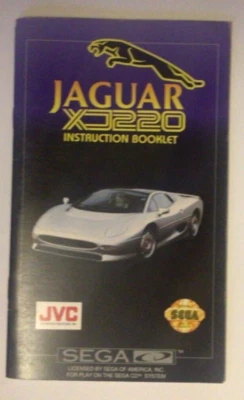 JAGUAR
XJ220
INSTRUCTION BOOKLET
JVC
SEGA
SEGA CD™
LICENSED BY SEGA OF AMERICA, INC.
FOR PLAY ON THE SEGA CD™ SYSTEM